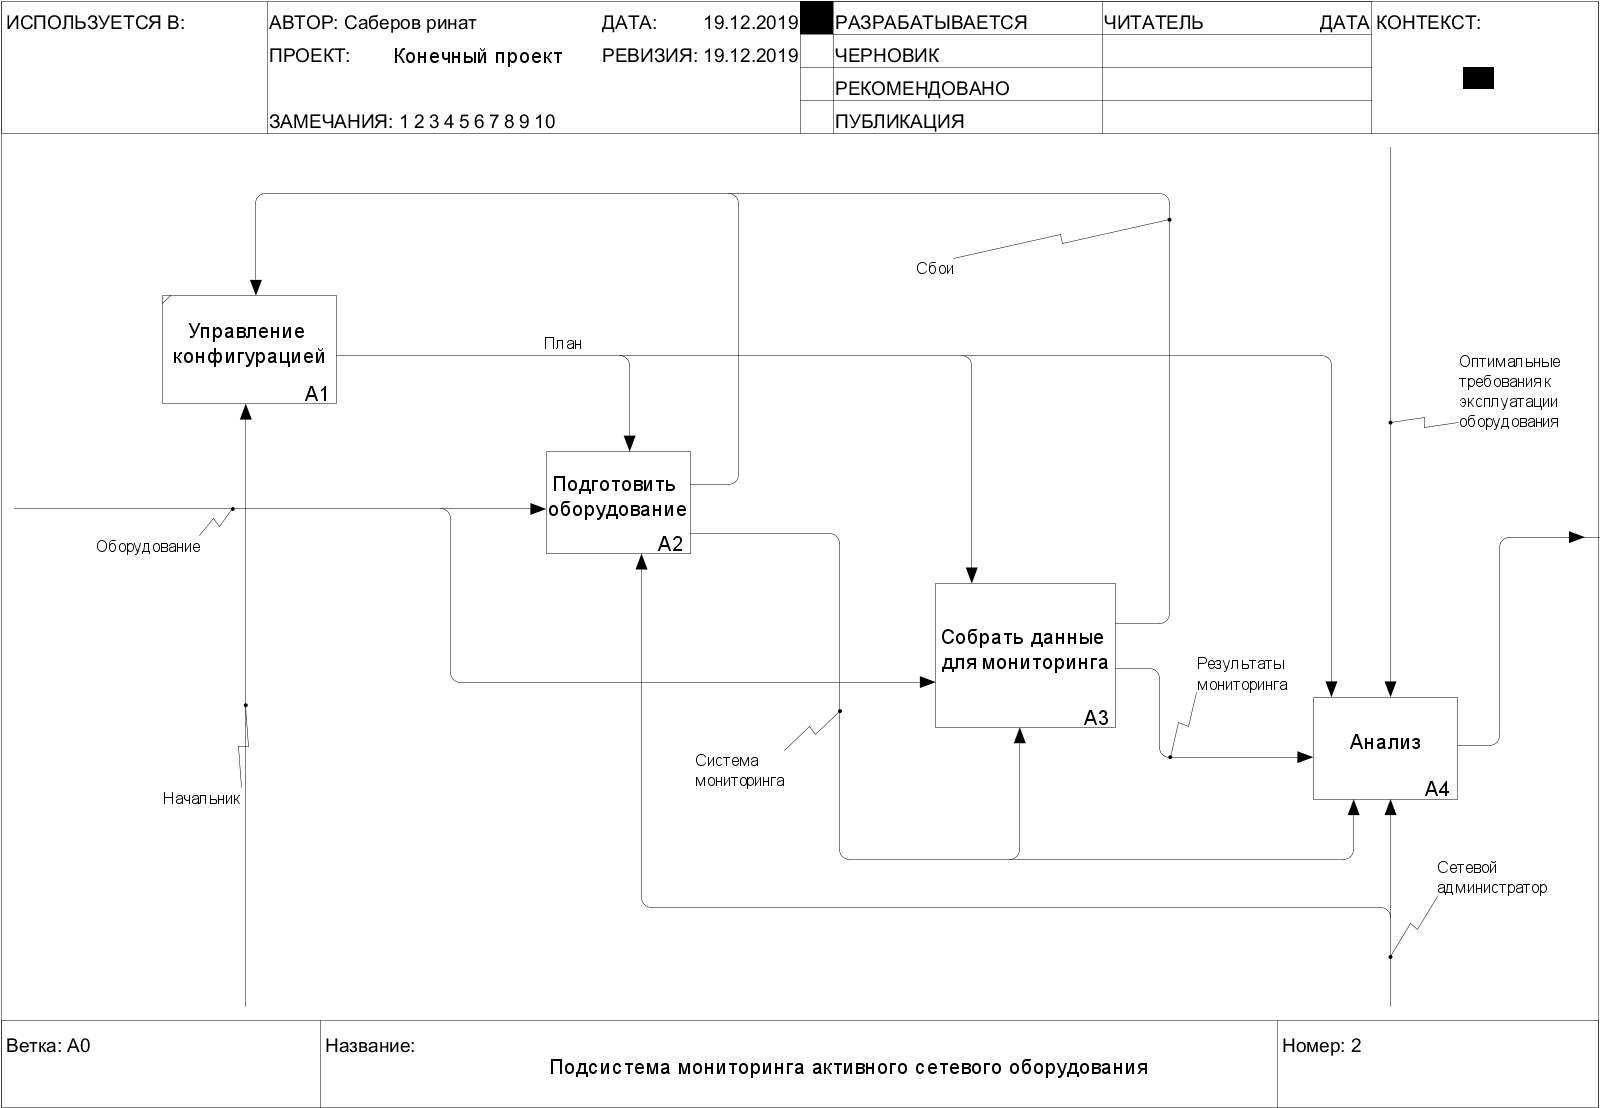 ИСПОЛЬЗУЕТСЯ В:
АВТОР: Саберов ринат
ДАТА: 19.12.2019
ПРОЕКТ: Конечный проект
РЕВИЗИЯ: 19.12.2019
ЗАМЕЧАНИЯ: 1 2 3 4 5 6 7 8 9 10
РАЗРАБАТЫВАЕТСЯ
ЧЕРНОВИК
РЕКОМЕНДОВАНО
ПУБЛИКАЦИЯ
ЧИТАТЕЛЬ
ДАТА
КОНТЕКСТ:
Сбои
Управление
конфигурацией
A1
План
Оптимальные
требования к
эксплуатации
оборудования
Подготовить
оборудование
A2
Оборудование
Собрать данные
для мониторинга
A3
Результаты
мониторинга
Анализ
A4
Система
мониторинга
Начальник
Сетевой
администратор
Ветка: A0
Название:
Подсистема мониторинга активного сетевого оборудования
Номер: 2